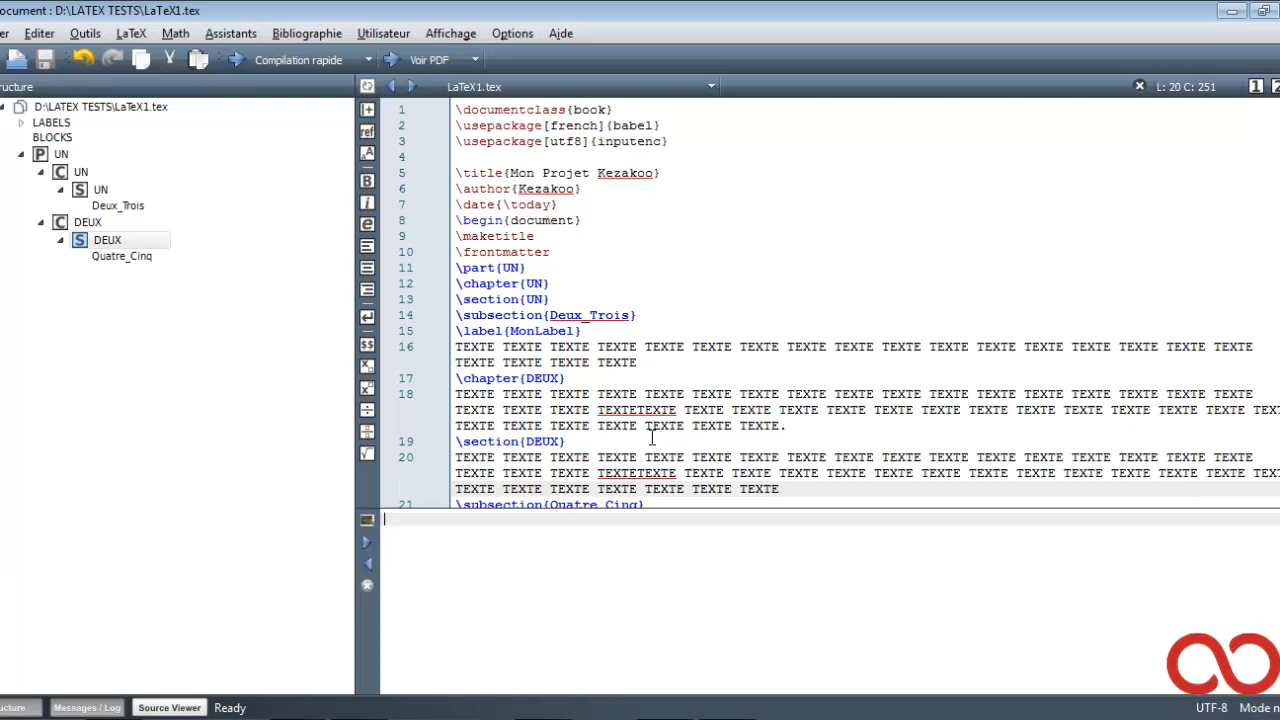 ocument : D:\LATEX TESTS\LaTeX1.tex
er Editer Outils LaTeX Math Assistants Bibliographie Utilisateur Affichage Options Aide
Compilation rapide Voir PDF
ructure LaTeX1.tex L: 20 C: 251 1 2
D:\LATEX TESTS\LaTeX1.tex
LABELS
BLOCKS
P UN
C UN
S UN
Deux_Trois
C DEUX
S DEUX
Quatre_Cinq
ref
1 \documentclass{book}
2 \usepackage[french]{babel}
3 \usepackage[utf8]{inputenc}
4
5 \title{Mon Projet Kezakoo}
6 \author{Kezakoo}
7 \date{\today}
8 \begin{document}
9 \maketitle
10 \frontmatter
11 \part{UN}
12 \chapter{UN}
13 \section{UN}
14 \subsection{Deux_Trois}
15 \label{MonLabel}
16 TEXTE TEXTE TEXTE TEXTE TEXTE TEXTE TEXTE TEXTE TEXTE TEXTE TEXTE TEXTE TEXTE TEXTE TEXTE TEXTE TEXTE
TEXTE TEXTE TEXTE TEXTE
17 \chapter{DEUX}
18 TEXTE TEXTE TEXTE TEXTE TEXTE TEXTE TEXTE TEXTE TEXTE TEXTE TEXTE TEXTE TEXTE TEXTE TEXTE TEXTE TEXTE
TEXTE TEXTE TEXTE TEXTETEXTE TEXTE TEXTE TEXTE TEXTE TEXTE TEXTE TEXTE TEXTE TEXTE TEXTE TEXTE TEXTE TEX
TEXTE TEXTE TEXTE TEXTE TEXTE TEXTE TEXTE.
19 \section{DEUX}
20 TEXTE TEXTE TEXTE TEXTE TEXTE TEXTE TEXTE TEXTE TEXTE TEXTE TEXTE TEXTE TEXTE TEXTE TEXTE TEXTE TEXTE
TEXTE TEXTE TEXTE TEXTETEXTE TEXTE TEXTE TEXTE TEXTE TEXTE TEXTE TEXTE TEXTE TEXTE TEXTE TEXTE TEXTE TEX
TEXTE TEXTE TEXTE TEXTE TEXTE TEXTE TEXTE
21 \subsection{Quatre_Cinq}
ructure Messages / Log Source Viewer Ready UTF-8 Mode n